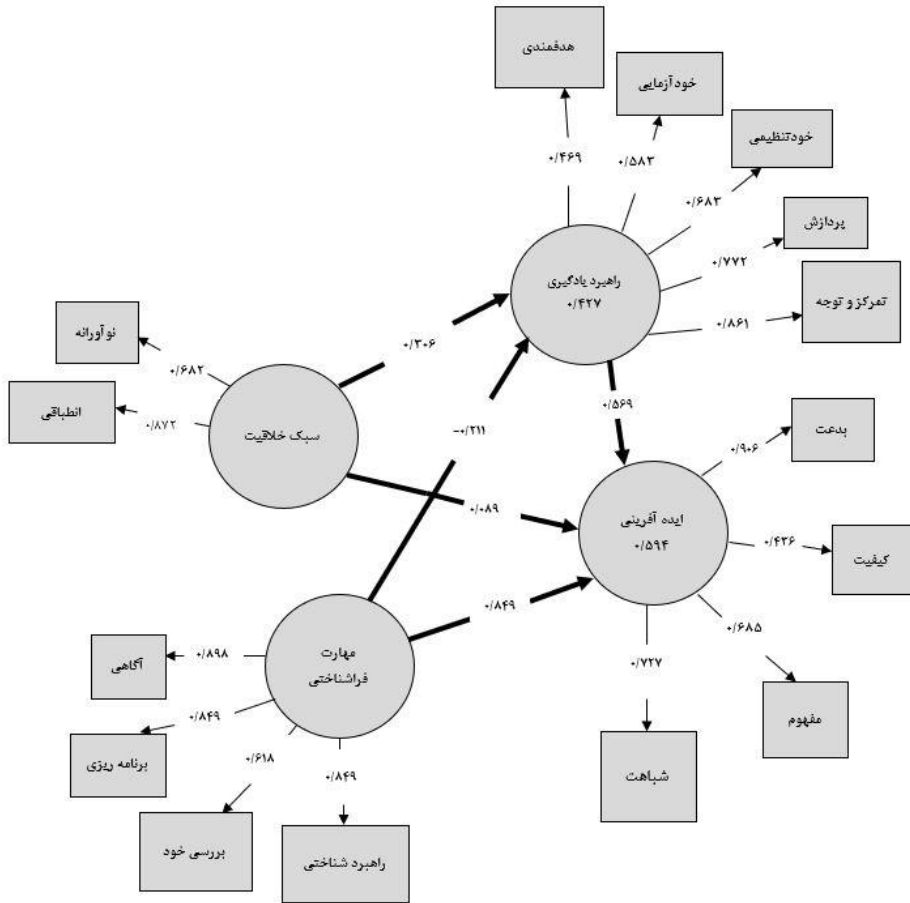 هدفمندی
خودآزمایی
خودتنظیمی
پردازش
تمرکز و توجه
۰/۴۶۹
۰/۵۸۳
۰/۶۸۳
۰/۷۷۲
۰/۸۶۱
راهبرد یادگیری
۰/۴۲۷
نوآورانه
انطباقی
۰/۶۸۲
۰/۸۷۲
سبک خلاقیت
۰/۳۰۶
-۰/۲۱۱
۰/۵۶۹
۰/۰۸۹
۰/۸۴۹
ایده آفرینی
۰/۵۹۴
۰/۹۰۶
بدعت
۰/۴۳۶
کیفیت
۰/۶۸۵
مفهوم
۰/۷۲۷
شباهت
مهارت
فراشناختی
۰/۸۹۸
آگاهی
۰/۸۴۹
برنامه ریزی
۰/۶۱۸
بررسی خود
۰/۸۴۹
راهبرد شناختی